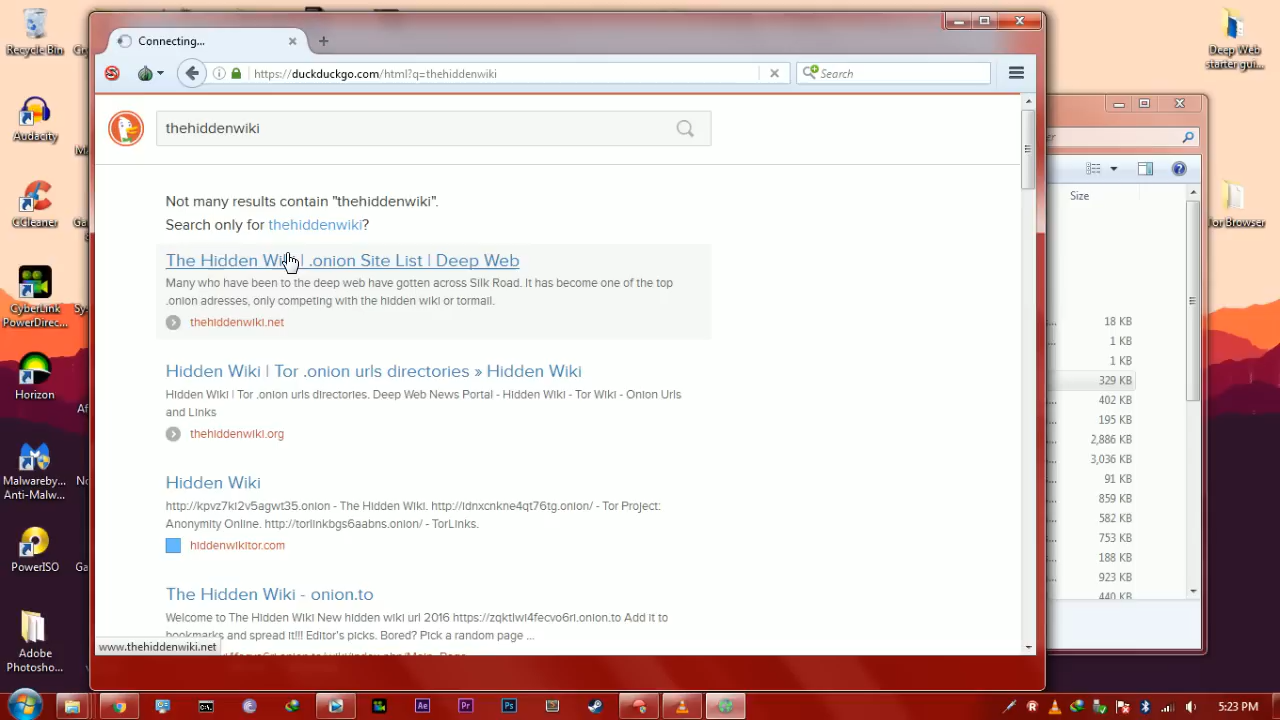 Recycle Bin
Audacity
CCleaner
CyberLink
PowerDirec...
Horizon
Malwareby...
Anti-Malw...
PowerISO
Adobe
Photosho...
Connecting...
https://duckduckgo.com/html?q=thehiddenwiki
Search
thehiddenwiki
Not many results contain "thehiddenwiki".
Search only for thehiddenwiki?
The Hidden Wiki | .onion Site List | Deep Web
Many who have been to the deep web have gotten across Silk Road. It has become one of the top
.onion adresses, only competing with the hidden wiki or tormail.
thehiddenwiki.net
Hidden Wiki | Tor .onion urls directories » Hidden Wiki
Hidden Wiki | Tor .onion urls directories. Deep Web News Portal - Hidden Wiki - Tor Wiki - Onion Urls
and Links
thehiddenwiki.org
Hidden Wiki
http://kpvz7ki2v5agwt35.onion - The Hidden Wiki. http://idnxcnkne4qt76tg.onion/ - Tor Project:
Anonymity Online. http://torlinkbgs6aabns.onion/ - TorLinks.
hiddenwikitor.com
The Hidden Wiki - onion.to
Welcome to The Hidden Wiki New hidden wiki url 2016 https://zqktlwi4fecvo6ri.onion.to Add it to
bookmarks and spread it!!! Editor's picks. Bored? Pick a random page ...
www.thehiddenwiki.net
Size
18 KB
1 KB
1 KB
329 KB
402 KB
195 KB
2,886 KB
3,036 KB
91 KB
859 KB
582 KB
753 KB
188 KB
923 KB
440 KB
Deep Web
starter gui...
Tor Browser
5:23 PM